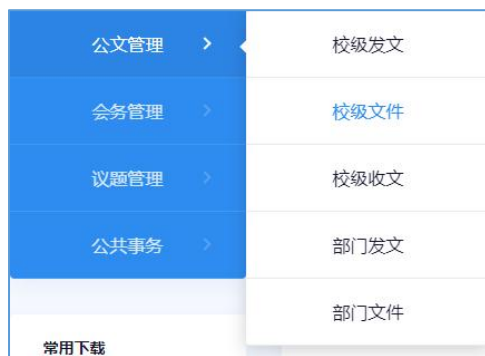 公文管理
会务管理
议题管理
公共事务
常用下载
校级发文
校级文件
校级收文
部门发文
部门文件